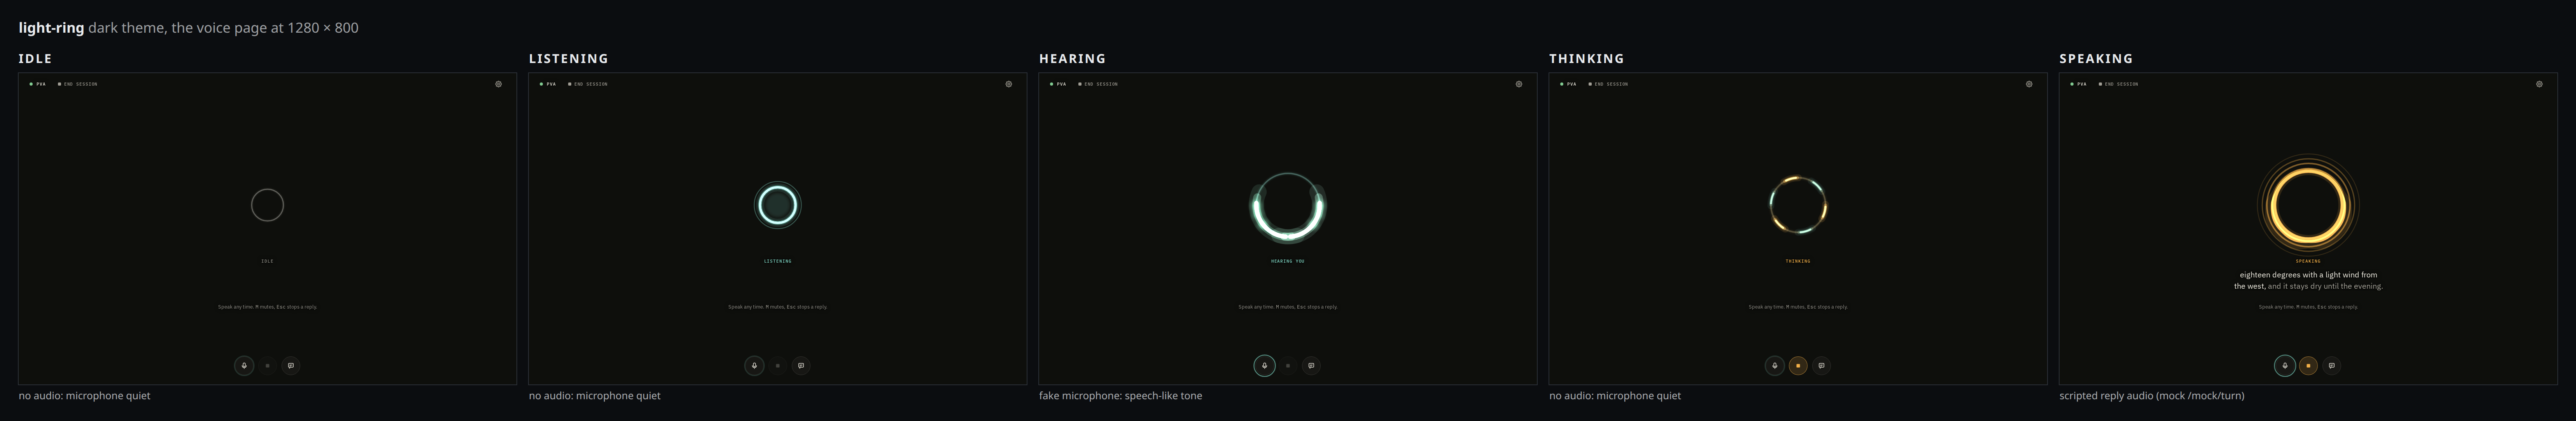 light-ring dark theme, the voice page at 1280 × 800
IDLE
PVA END SESSION
IDLE
Speak any time. M mutes, Esc stops a reply.
no audio: microphone quiet
LISTENING
PVA END SESSION
LISTENING
Speak any time. M mutes, Esc stops a reply.
no audio: microphone quiet
HEARING
PVA END SESSION
HEARING YOU
Speak any time. M mutes, Esc stops a reply.
fake microphone: speech-like tone
THINKING
PVA END SESSION
THINKING
Speak any time. M mutes, Esc stops a reply.
no audio: microphone quiet
SPEAKING
PVA END SESSION
SPEAKING
eighteen degrees with a light wind from
the west, and it stays dry until the evening.
Speak any time. M mutes, Esc stops a reply.
scripted reply audio (mock /mock/turn)